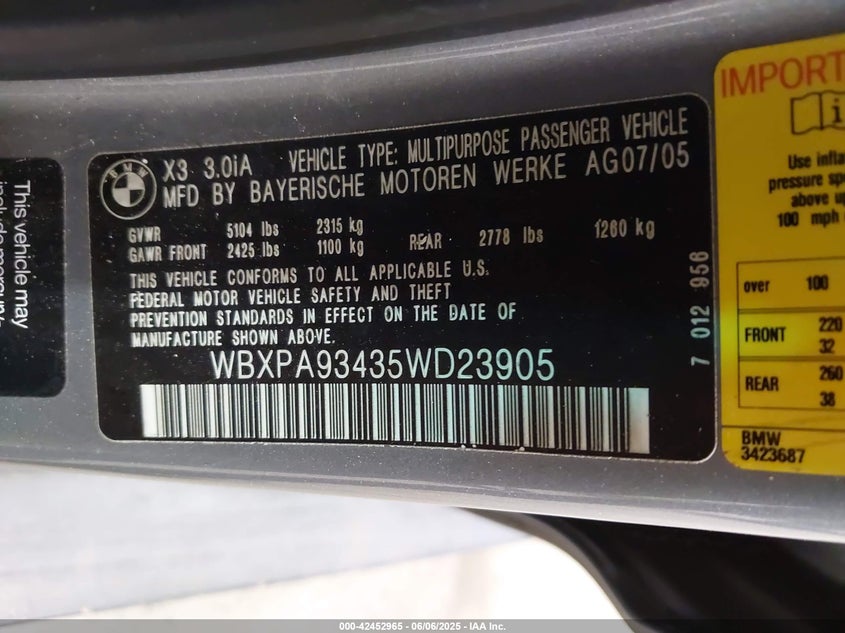 This vehicle may
BMW
X3 3.0iA VEHICLE TYPE: MULTIPURPOSE PASSENGER VEHICLE
MFD BY BAYERISCHE MOTOREN WERKE AG07/05
GVWR 5104 lbs 2315 kg
GAWR FRONT 2425 lbs 1100 kg REAR 2778 lbs 1260 kg
THIS VEHICLE CONFORMS TO ALL APPLICABLE U.S.
FEDERAL MOTOR VEHICLE SAFETY AND THEFT
PREVENTION STANDARDS IN EFFECT ON THE DATE OF
MANUFACTURE SHOWN ABOVE.
WBXPA93435WD23905
7 012 956
IMPORT
i
Use infla
pressure spe
above up
100 mph
over 100
FRONT 220
32
REAR 260
38
BMW
3423687
000-42452965 - 06/06/2025 - IAA Inc.